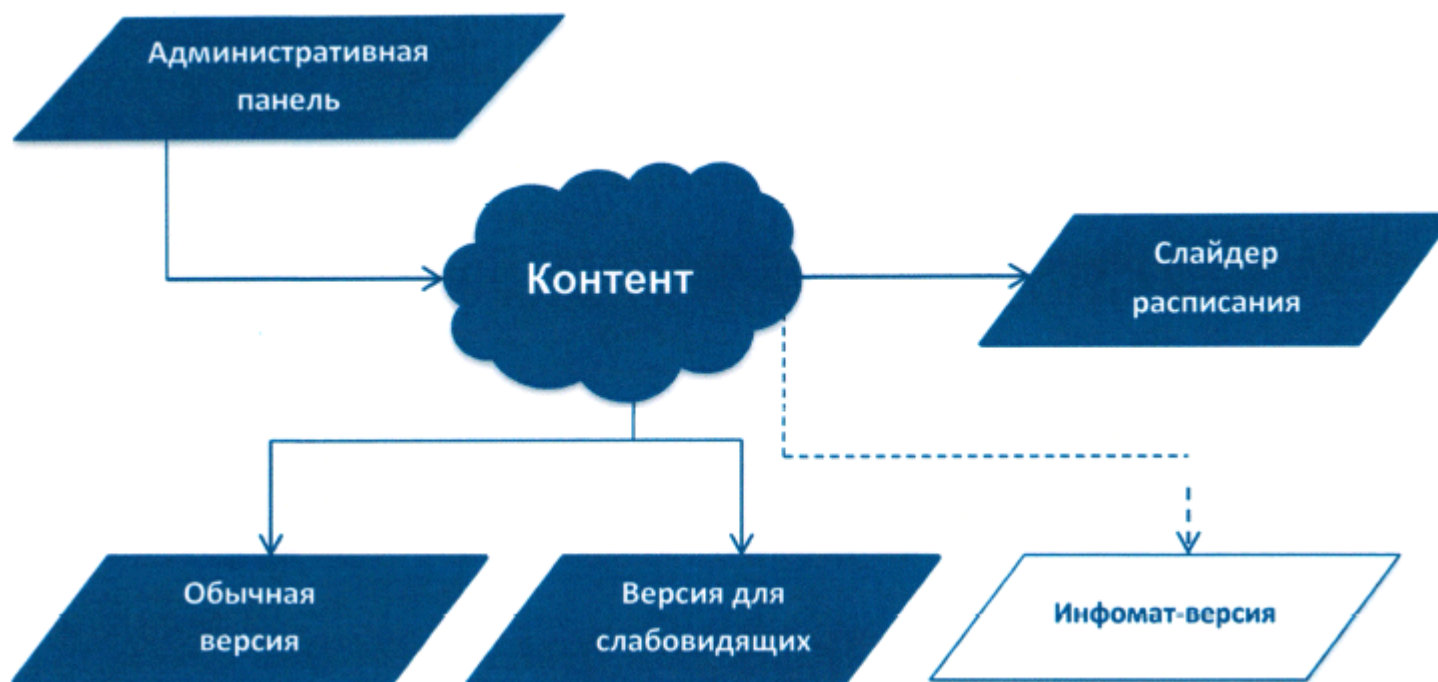 Административная
панель
Контент
Слайдер
расписания
Обычная
версия
Версия для
слабовидящих
Инфомат-версия